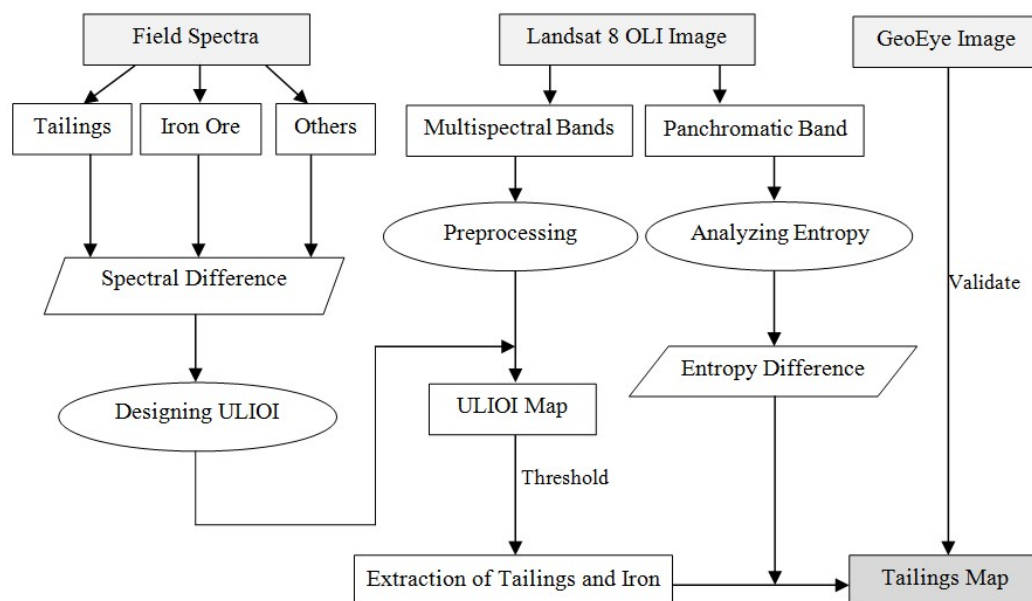 Field Spectra
Landsat 8 OLI Image
GeoEye Image
Tailings
Iron Ore
Others
Multispectral Bands
Panchromatic Band
Preprocessing
Analyzing Entropy
Spectral Difference
Validate
Entropy Difference
Designing ULIOI
ULIOI Map
Threshold
Extraction of Tailings and Iron
Tailings Map